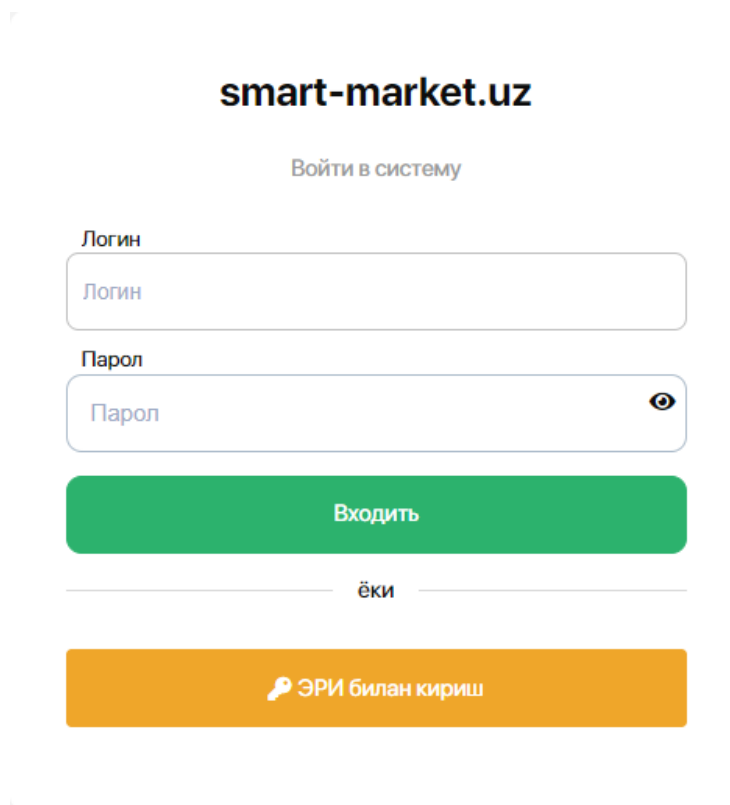 smart-market.uz
Войти в систему
Логин
Логин
Парол
Парол
Входить
ёки
ЭРИ билан кириш